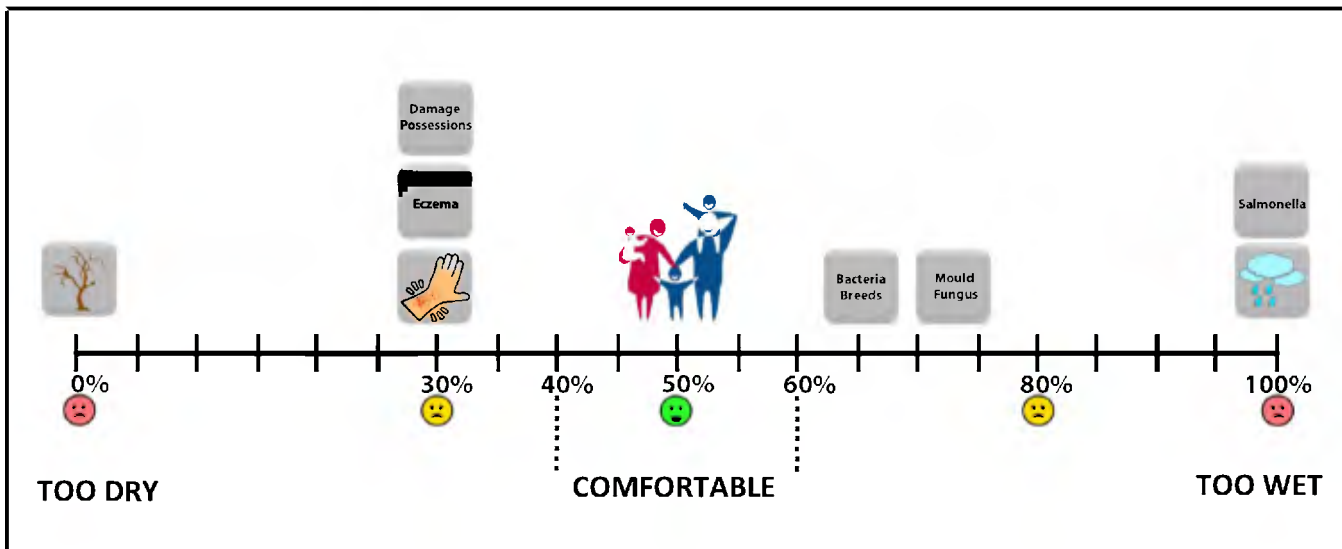 Damage
Possessions
Eczema
Salmonella
Bacteria
Breeds
Mould
Fungus
0%
30%
40%
50%
60%
80%
100%
TOO DRY
COMFORTABLE
TOO WET